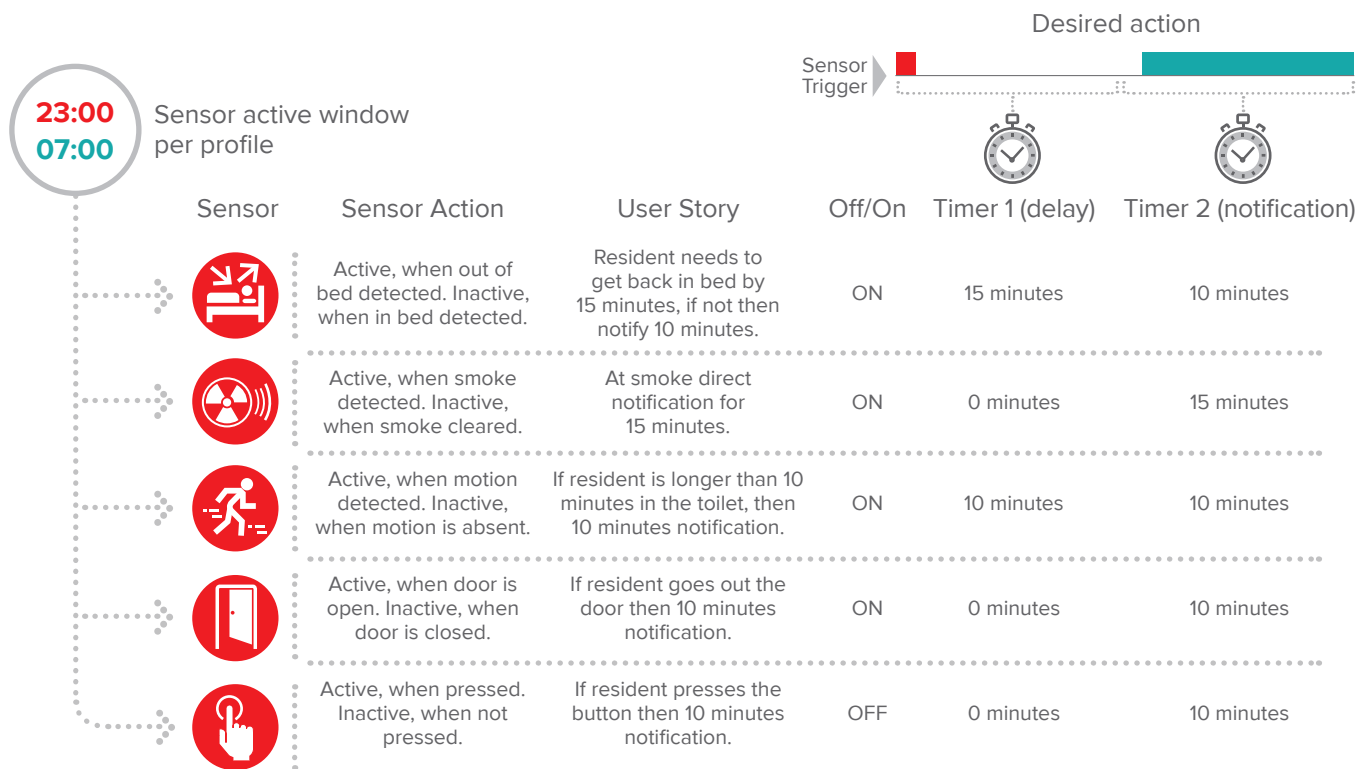 Desired action
Sensor
Trigger
23:00
07:00
Sensor active window
per profile
Sensor
Sensor Action
User Story
Off/On
Timer 1 (delay)
Timer 2 (notification)
Active, when out of
bed detected. Inactive,
when in bed detected.
Resident needs to
get back in bed by
15 minutes, if not then
notify 10 minutes.
ON
15 minutes
10 minutes
Active, when smoke
detected. Inactive,
when smoke cleared.
At smoke direct
notification for
15 minutes.
ON
0 minutes
15 minutes
Active, when motion
detected. Inactive,
when motion is absent.
If resident is longer than 10
minutes in the toilet, then
10 minutes notification.
ON
10 minutes
10 minutes
Active, when door is
open. Inactive, when
door is closed.
If resident goes out the
door then 10 minutes
notification.
ON
0 minutes
10 minutes
Active, when pressed.
Inactive, when not
pressed.
If resident presses the
button then 10 minutes
notification.
OFF
0 minutes
10 minutes